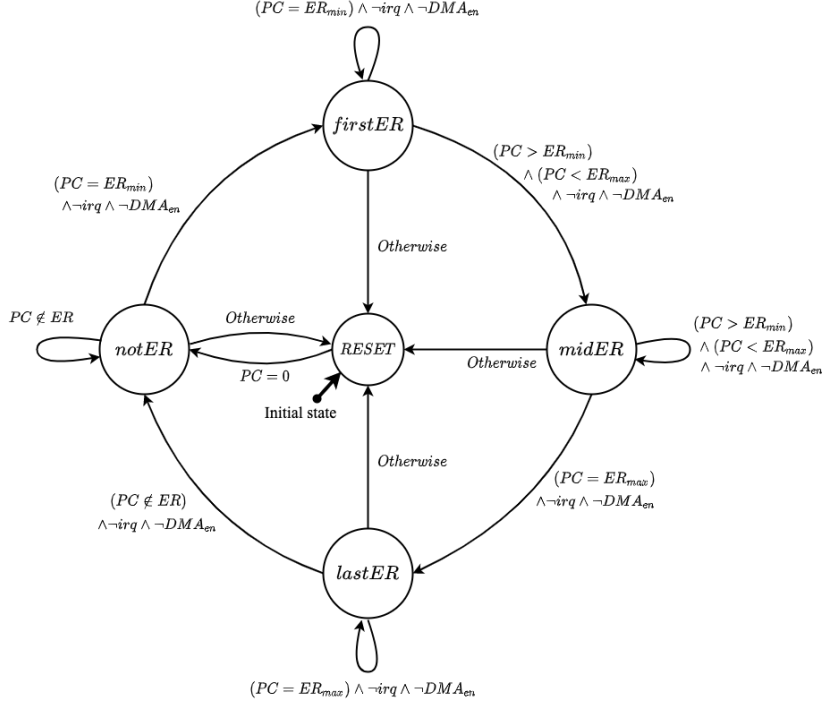 (PC = ER_min) ∧ ¬irq ∧ ¬DMA_en
firstER
(PC > ER_min)
∧ (PC < ER_max)
∧ ¬irq ∧ ¬DMA_en
(PC = ER_min)
∧¬irq ∧ ¬DMA_en
Otherwise
PC ∉ ER
notER
Otherwise
RESET
PC = 0
Initial state
Otherwise
midER
(PC > ER_min)
∧ (PC < ER_max)
∧ ¬irq ∧ ¬DMA_en
Otherwise
(PC = ER_max)
∧¬irq ∧ ¬DMA_en
(PC ∉ ER)
∧¬irq ∧ ¬DMA_en
lastER
(PC = ER_max) ∧ ¬irq ∧ ¬DMA_en